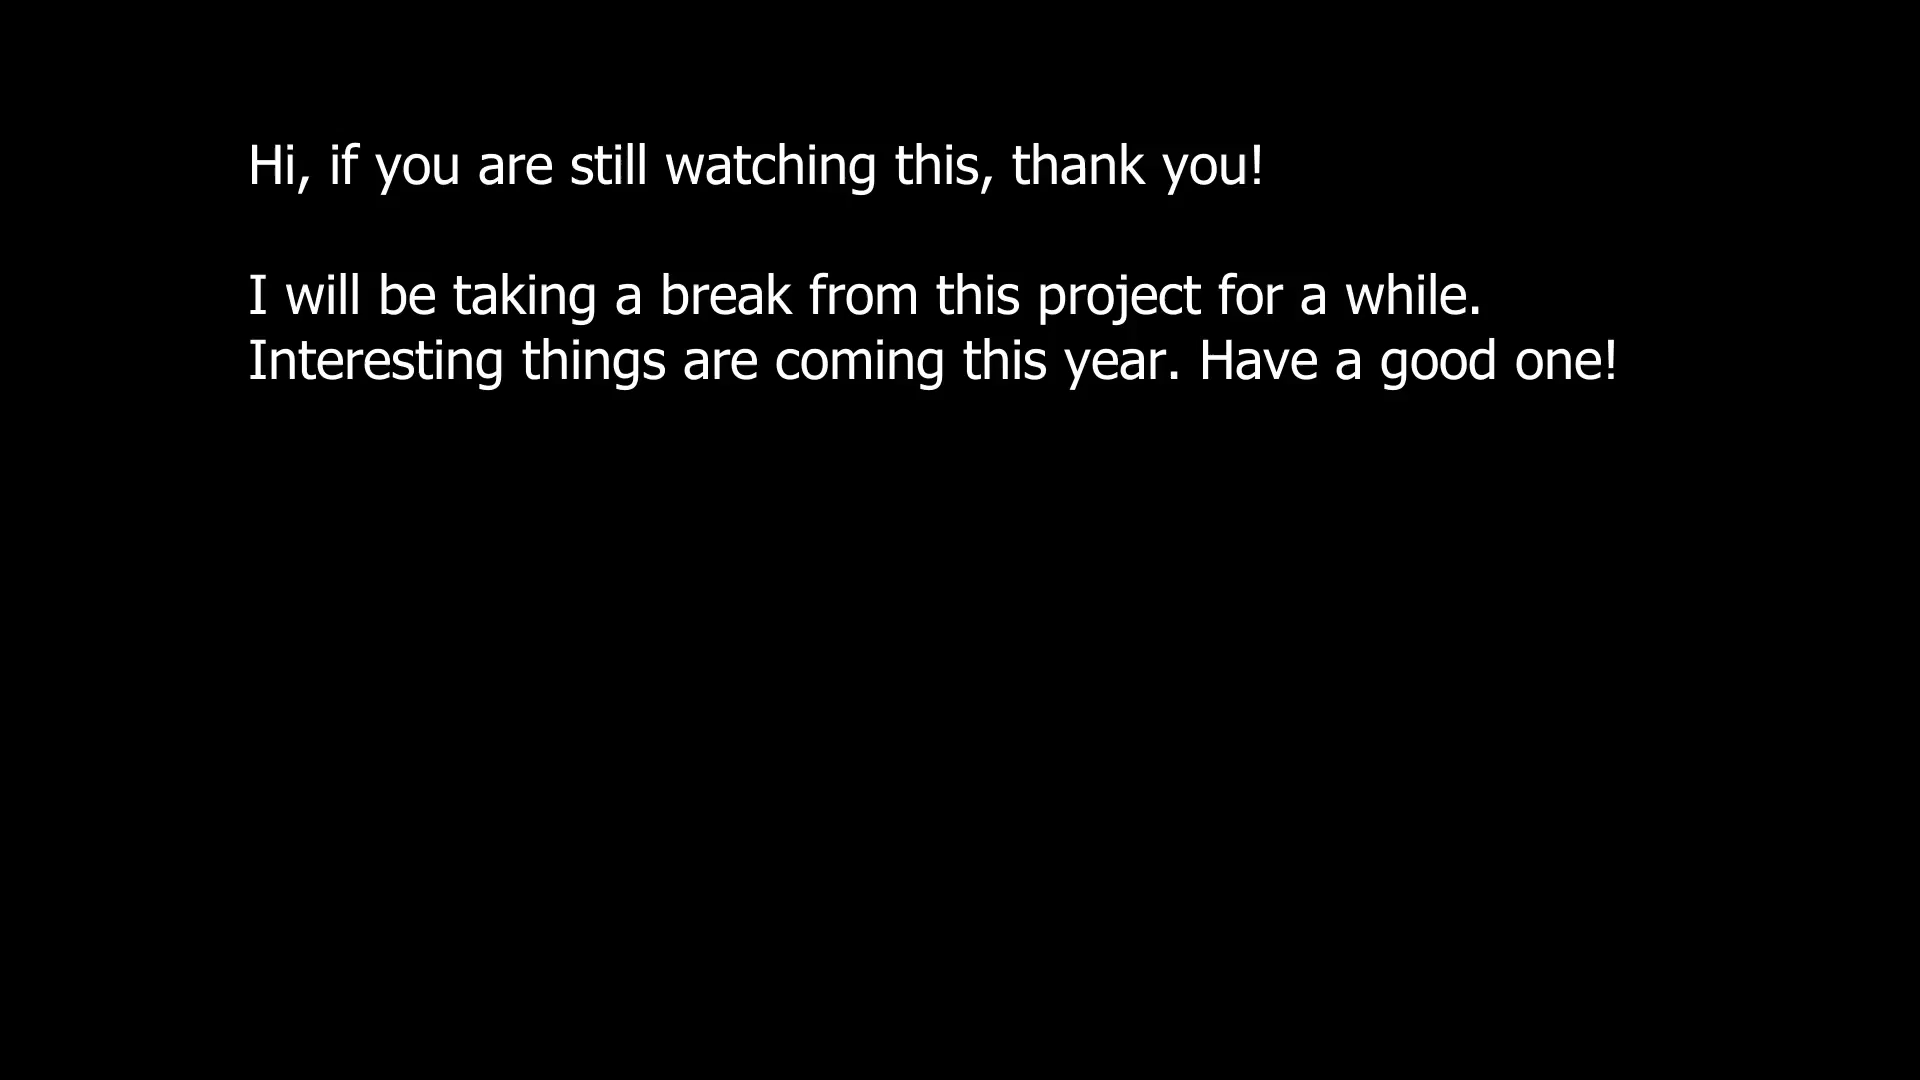 Hi, if you are still watching this, thank you!
I will be taking a break from this project for a while.
Interesting things are coming this year. Have a good one!